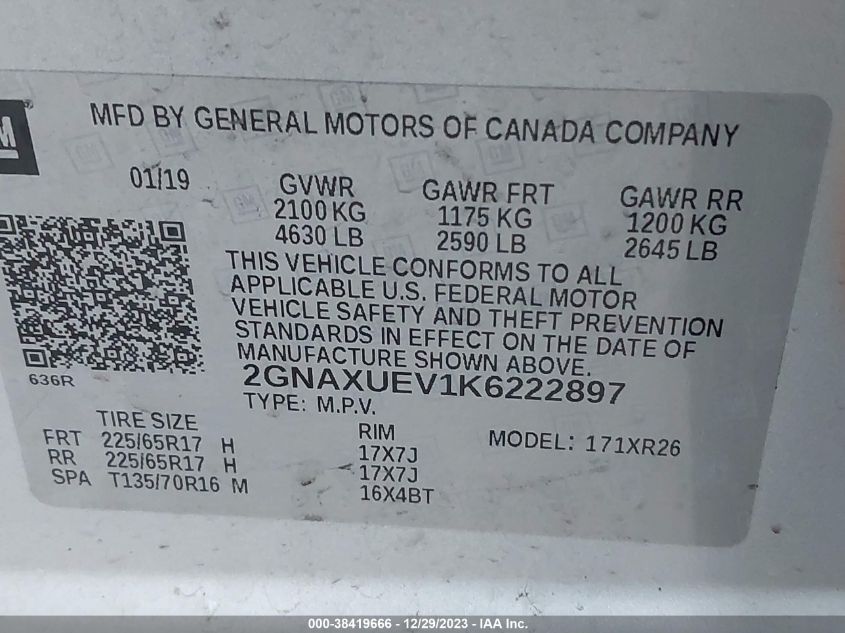 MFD BY GENERAL MOTORS OF CANADA COMPANY
01/19
GVWR GAWR FRT GAWR RR
2100 KG 1175 KG 1200 KG
4630 LB 2590 LB 2645 LB
THIS VEHICLE CONFORMS TO ALL
APPLICABLE U.S. FEDERAL MOTOR
VEHICLE SAFETY AND THEFT PREVENTION
STANDARDS IN EFFECT ON THE DATE OF
MANUFACTURE SHOWN ABOVE.
636R
2GNAXUEV1K6222897
TYPE: M.P.V.
TIRE SIZE RIM MODEL: 171XR26
FRT 225/65R17 H 17X7J
RR 225/65R17 H 17X7J
SPA T135/70R16 M 16X4BT
000-38419666 - 12/29/2023 - IAA Inc.